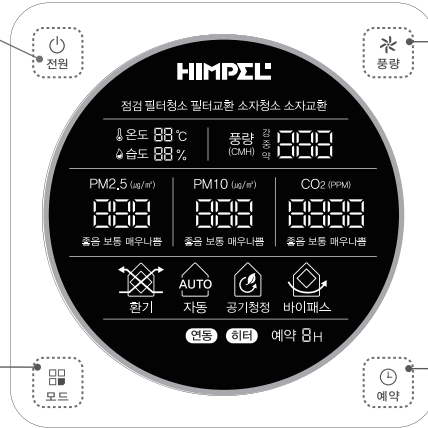 전원
풍량
HIMPEL
점검 필터청소 필터교환 소자청소 소자교환
온도 88 ℃
습도 88 %
풍량 (CMH) 강 중 약 888
PM2.5 (㎍/㎥) PM10 (㎍/㎥) CO2 (PPM)
888 888 8888
좋음 보통 매우나쁨 좋음 보통 매우나쁨 좋음 보통 매우나쁨
AUTO
환기 자동 공기청정 바이패스
연동 히터 예약 8H
모드
예약